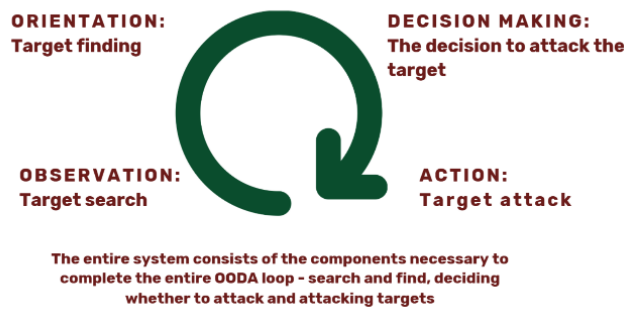 ORIENTATION:
Target finding
DECISION MAKING:
The decision to attack the
target
OBSERVATION:
Target search
ACTION:
Target attack
The entire system consists of the components necessary to
complete the entire OODA loop - search and find, deciding
whether to attack and attacking targets